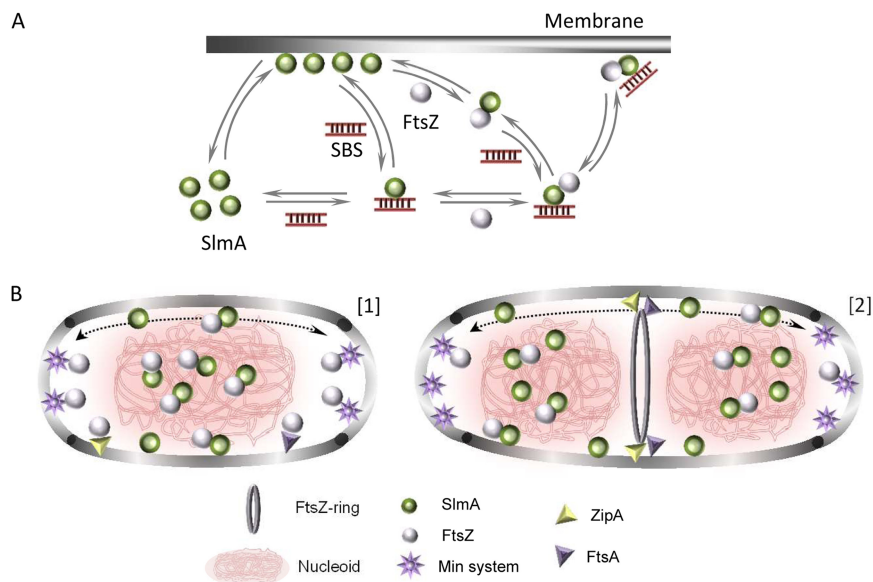 A
Membrane
FtsZ
SBS
SlmA
B
[1]
[2]
FtsZ-ring
SlmA
ZipA
FtsZ
FtsA
Nucleoid
Min system